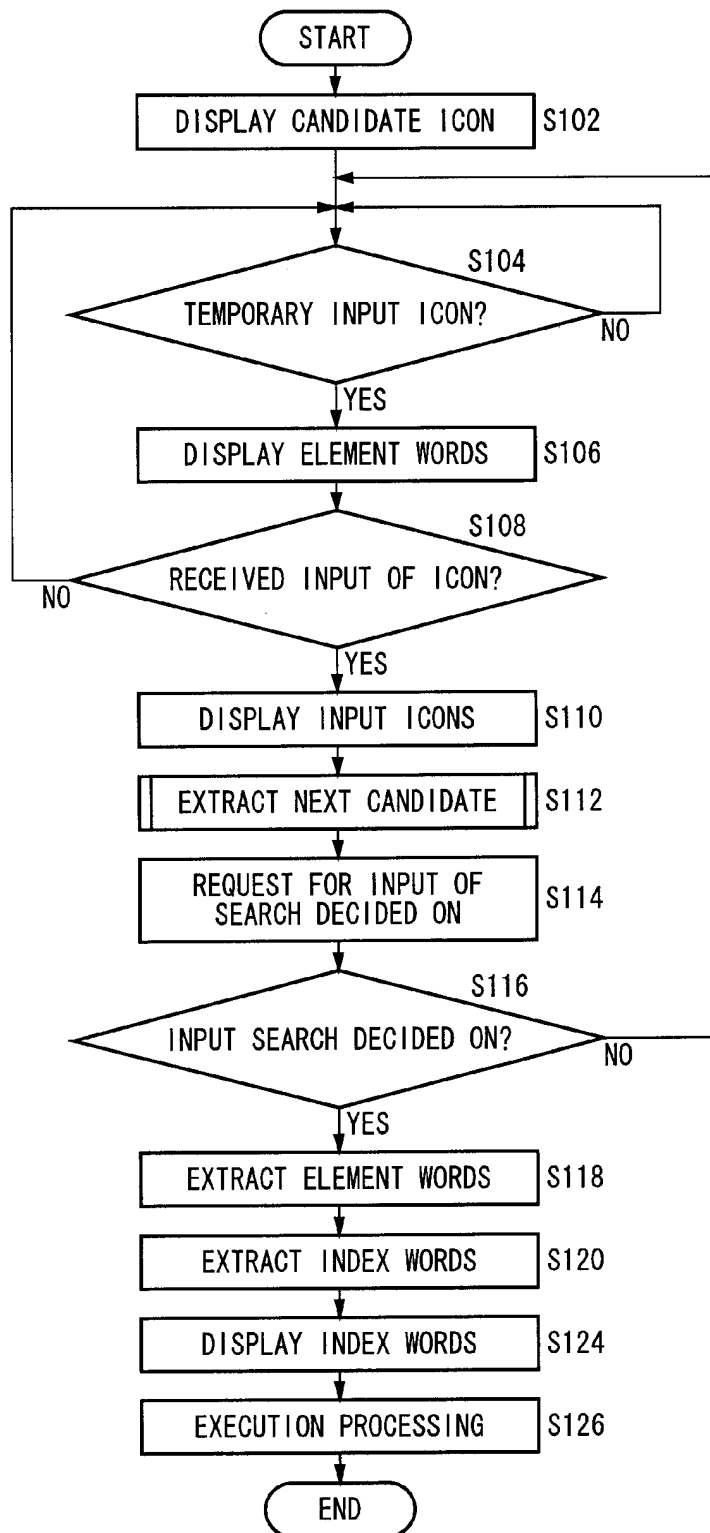 START
DISPLAY CANDIDATE ICON S102
S104
TEMPORARY INPUT ICON?
NO
YES
DISPLAY ELEMENT WORDS S106
S108
RECEIVED INPUT OF ICON?
NO
YES
DISPLAY INPUT ICONS S110
EXTRACT NEXT CANDIDATE S112
REQUEST FOR INPUT OF
SEARCH DECIDED ON S114
S116
INPUT SEARCH DECIDED ON?
NO
YES
EXTRACT ELEMENT WORDS S118
EXTRACT INDEX WORDS S120
DISPLAY INDEX WORDS S124
EXECUTION PROCESSING S126
END